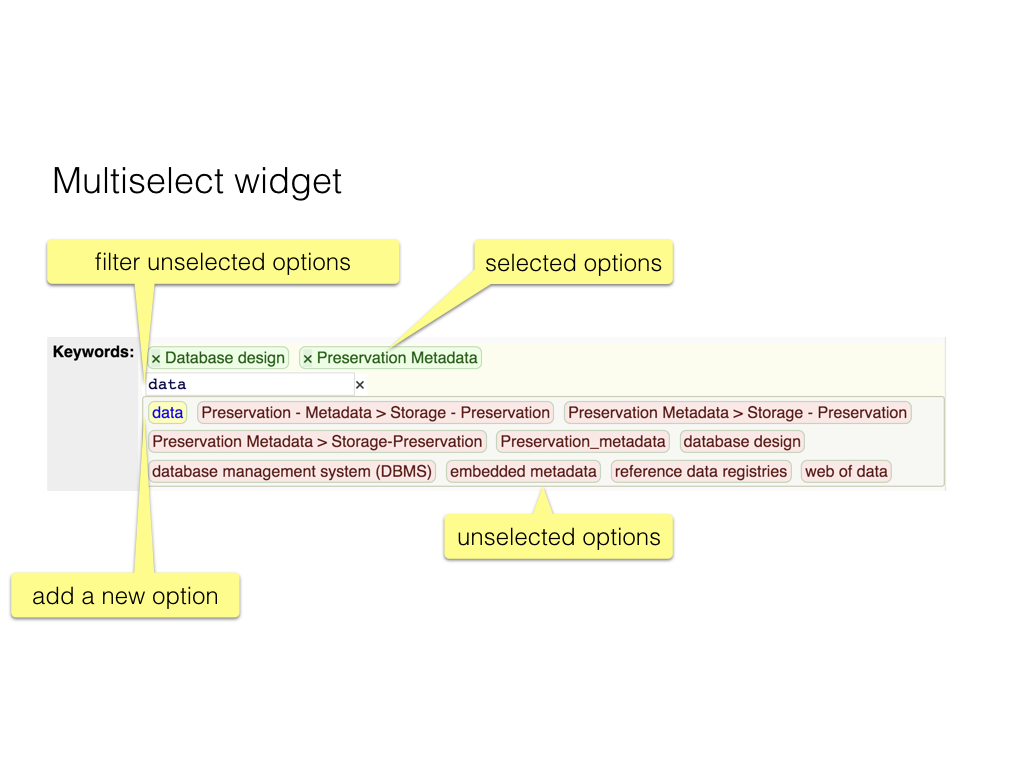 Multiselect widget
filter unselected options
selected options
Keywords:
× Database design × Preservation Metadata
data ×
data Preservation - Metadata > Storage - Preservation Preservation Metadata > Storage - Preservation
Preservation Metadata > Storage-Preservation Preservation_metadata database design
database management system (DBMS) embedded metadata reference data registries web of data
unselected options
add a new option